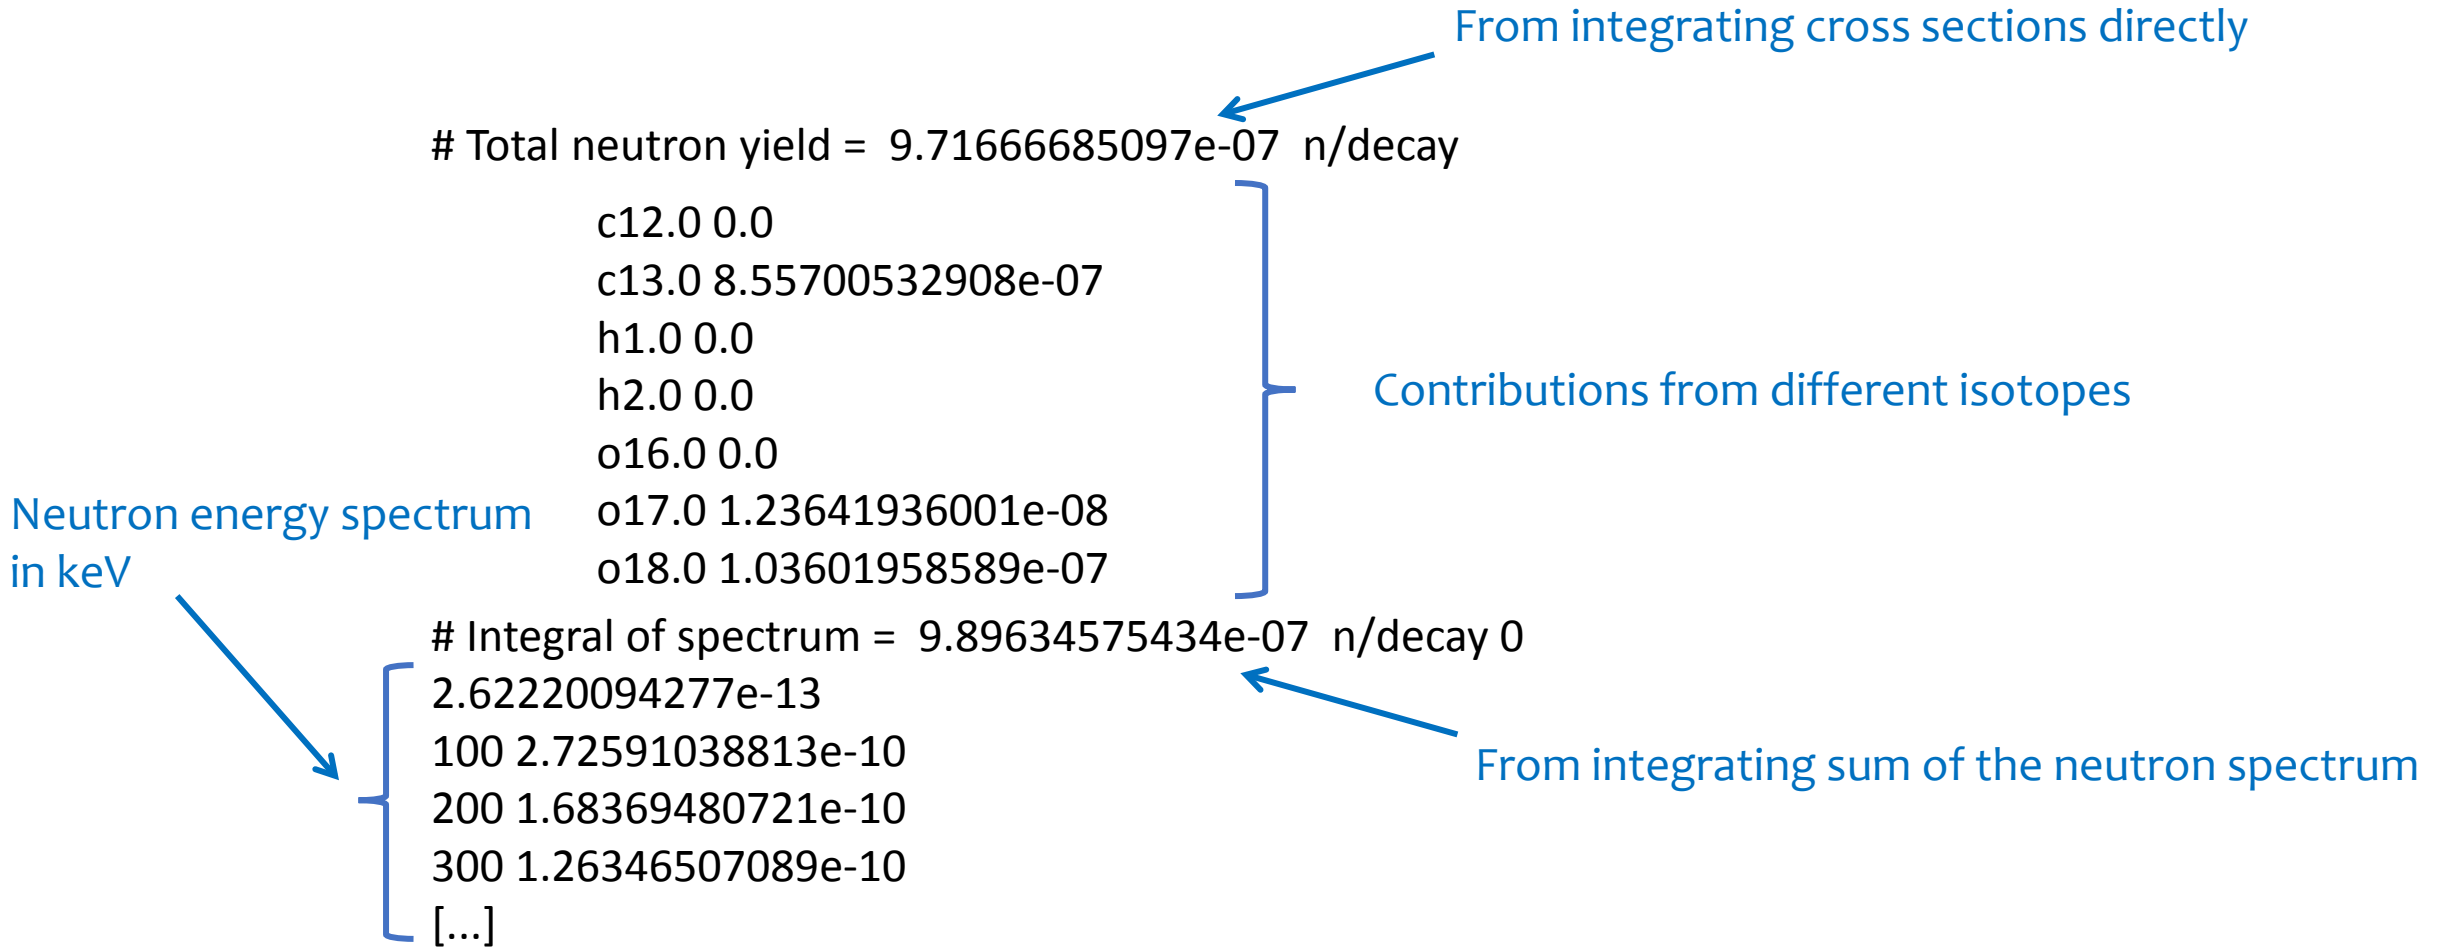 From integrating cross sections directly
# Total neutron yield = 9.71666685097e-07 n/decay
c12.0 0.0
c13.0 8.55700532908e-07
h1.0 0.0
h2.0 0.0
o16.0 0.0
o17.0 1.23641936001e-08
o18.0 1.03601958589e-07
Contributions from different isotopes
Neutron energy spectrum
in keV
# Integral of spectrum = 9.89634575434e-07 n/decay 0
2.62220094277e-13
100 2.72591038813e-10
200 1.68369480721e-10
300 1.26346507089e-10
[...]
From integrating sum of the neutron spectrum